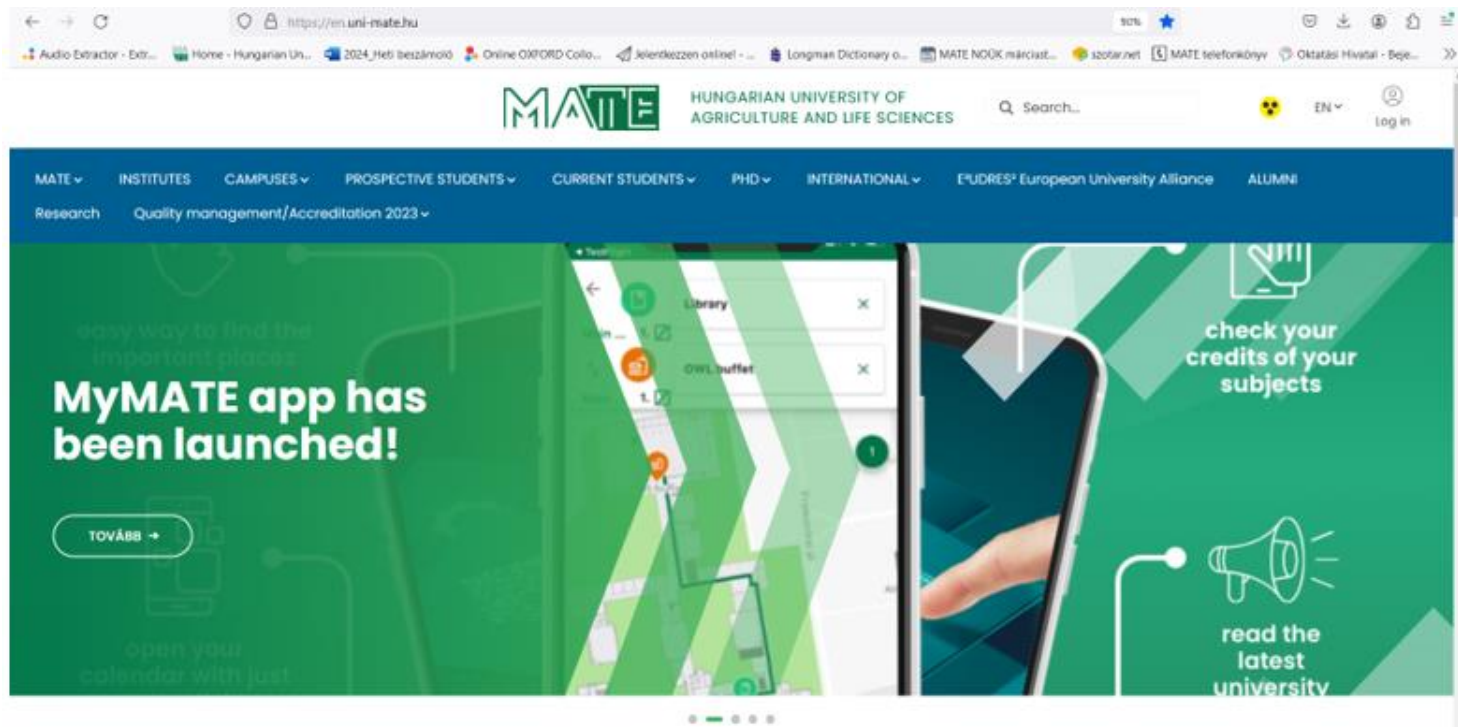 https://en.uni-mate.hu
90%
Audio Extractor - Extr...
Home - Hungarian Un...
2024_Heti beszámoló
Online OXFORD Collo...
Jelentkezzen online! - ...
Longman Dictionary o...
MATE NOÜK márciust...
szotar.net
MATE telefonkönyv
Oktatási Hivatal - Beje...
MATE
HUNGARIAN UNIVERSITY OF
AGRICULTURE AND LIFE SCIENCES
Search...
EN
Log in
MATE
INSTITUTES
CAMPUSES
PROSPECTIVE STUDENTS
CURRENT STUDENTS
PHD
INTERNATIONAL
E³UDRES² European University Alliance
ALUMNI
Research
Quality management/Accreditation 2023
easy way to find the
important places
MyMATE app has
been launched!
TOVÁBB →
open your
calendar with just
Library
1.
OWL buffet
1.
1
check your
credits of your
subjects
read the
latest
university